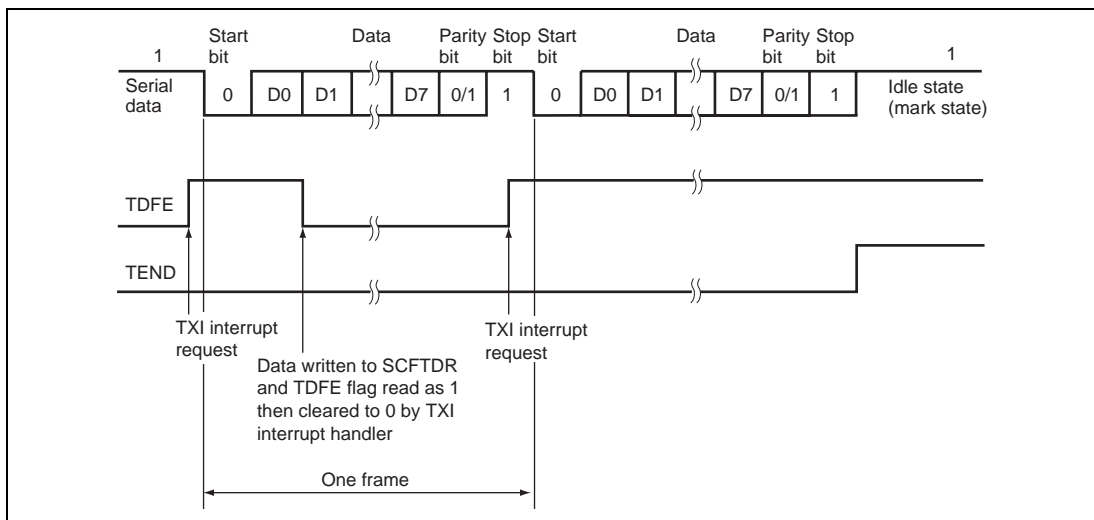 1 Start bit Data Parity bit Stop bit Start bit Data Parity bit Stop bit 1
Serial data 0 D0 D1 D7 0/1 1 0 D0 D1 D7 0/1 1 Idle state (mark state)
TDFE
TEND
TXI interrupt request
TXI interrupt request
Data written to SCFTDR
and TDFE flag read as 1
then cleared to 0 by TXI
interrupt handler
One frame